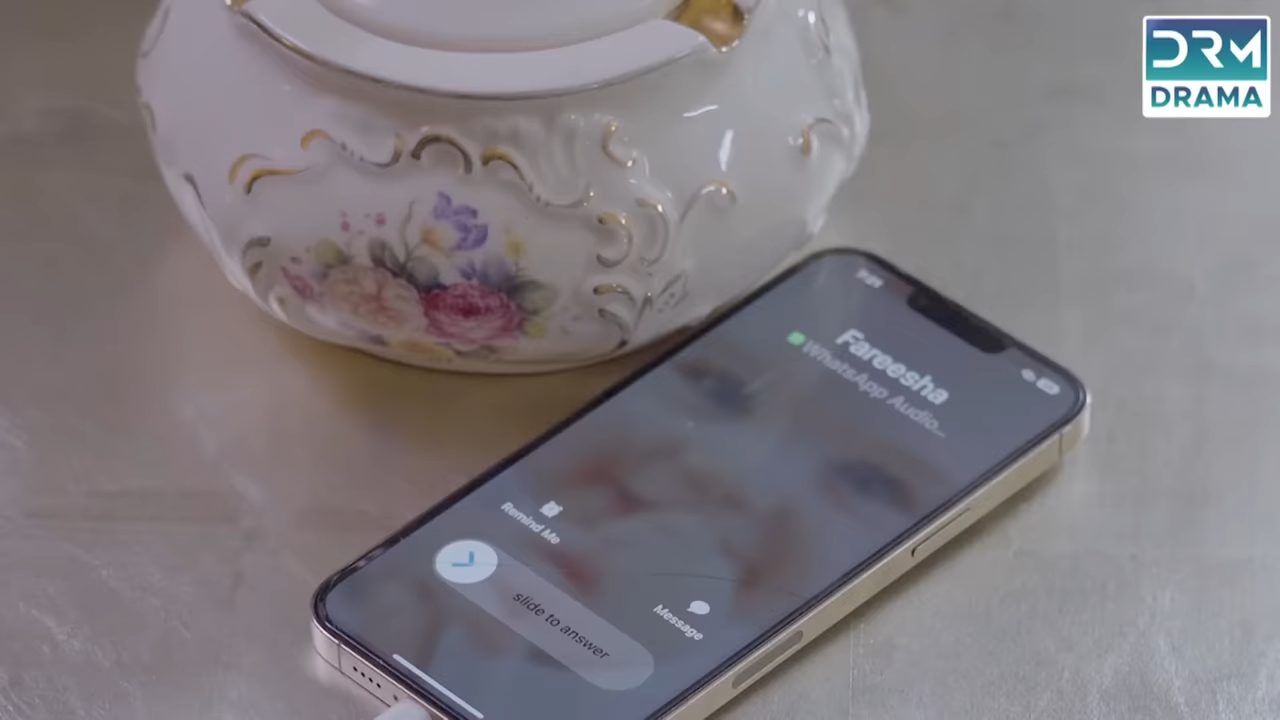 DRM
DRAMA
Fareesha
WhatsApp Audio...
Remind Me
Message
slide to answer